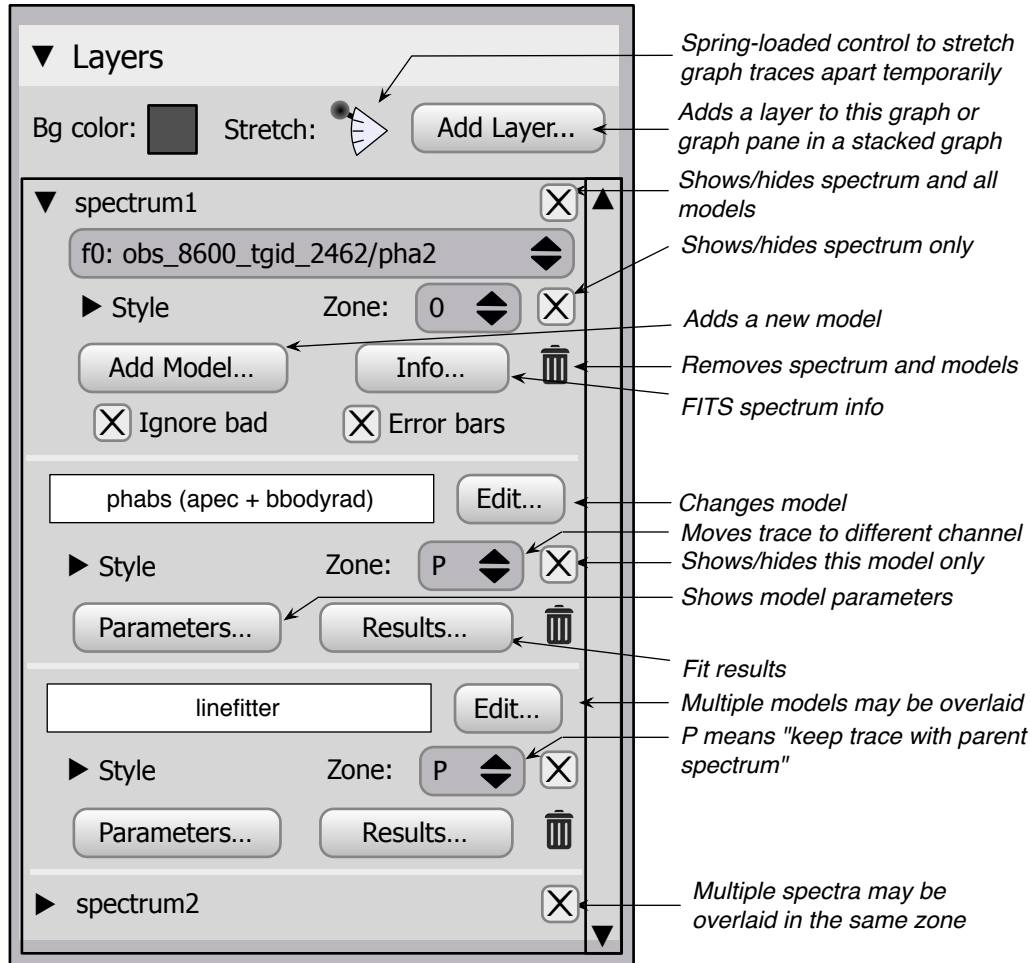 Layers
Bg color:
Stretch:
Add Layer...
spectrum1
f0: obs_8600_tgid_2462/pha2
Style
Zone:
0
Add Model...
Info...
Ignore bad
Error bars
phabs (apec + bbodyrad)
Edit...
Style
Zone:
P
Parameters...
Results...
linefitter
Edit...
Style
Zone:
P
Parameters...
Results...
spectrum2
Spring-loaded control to stretch
graph traces apart temporarily
Adds a layer to this graph or
graph pane in a stacked graph
Shows/hides spectrum and all
models
Shows/hides spectrum only
Adds a new model
Removes spectrum and models
FITS spectrum info
Changes model
Moves trace to different channel
Shows/hides this model only
Shows model parameters
Fit results
Multiple models may be overlaid
P means "keep trace with parent
spectrum"
Multiple spectra may be
overlaid in the same zone